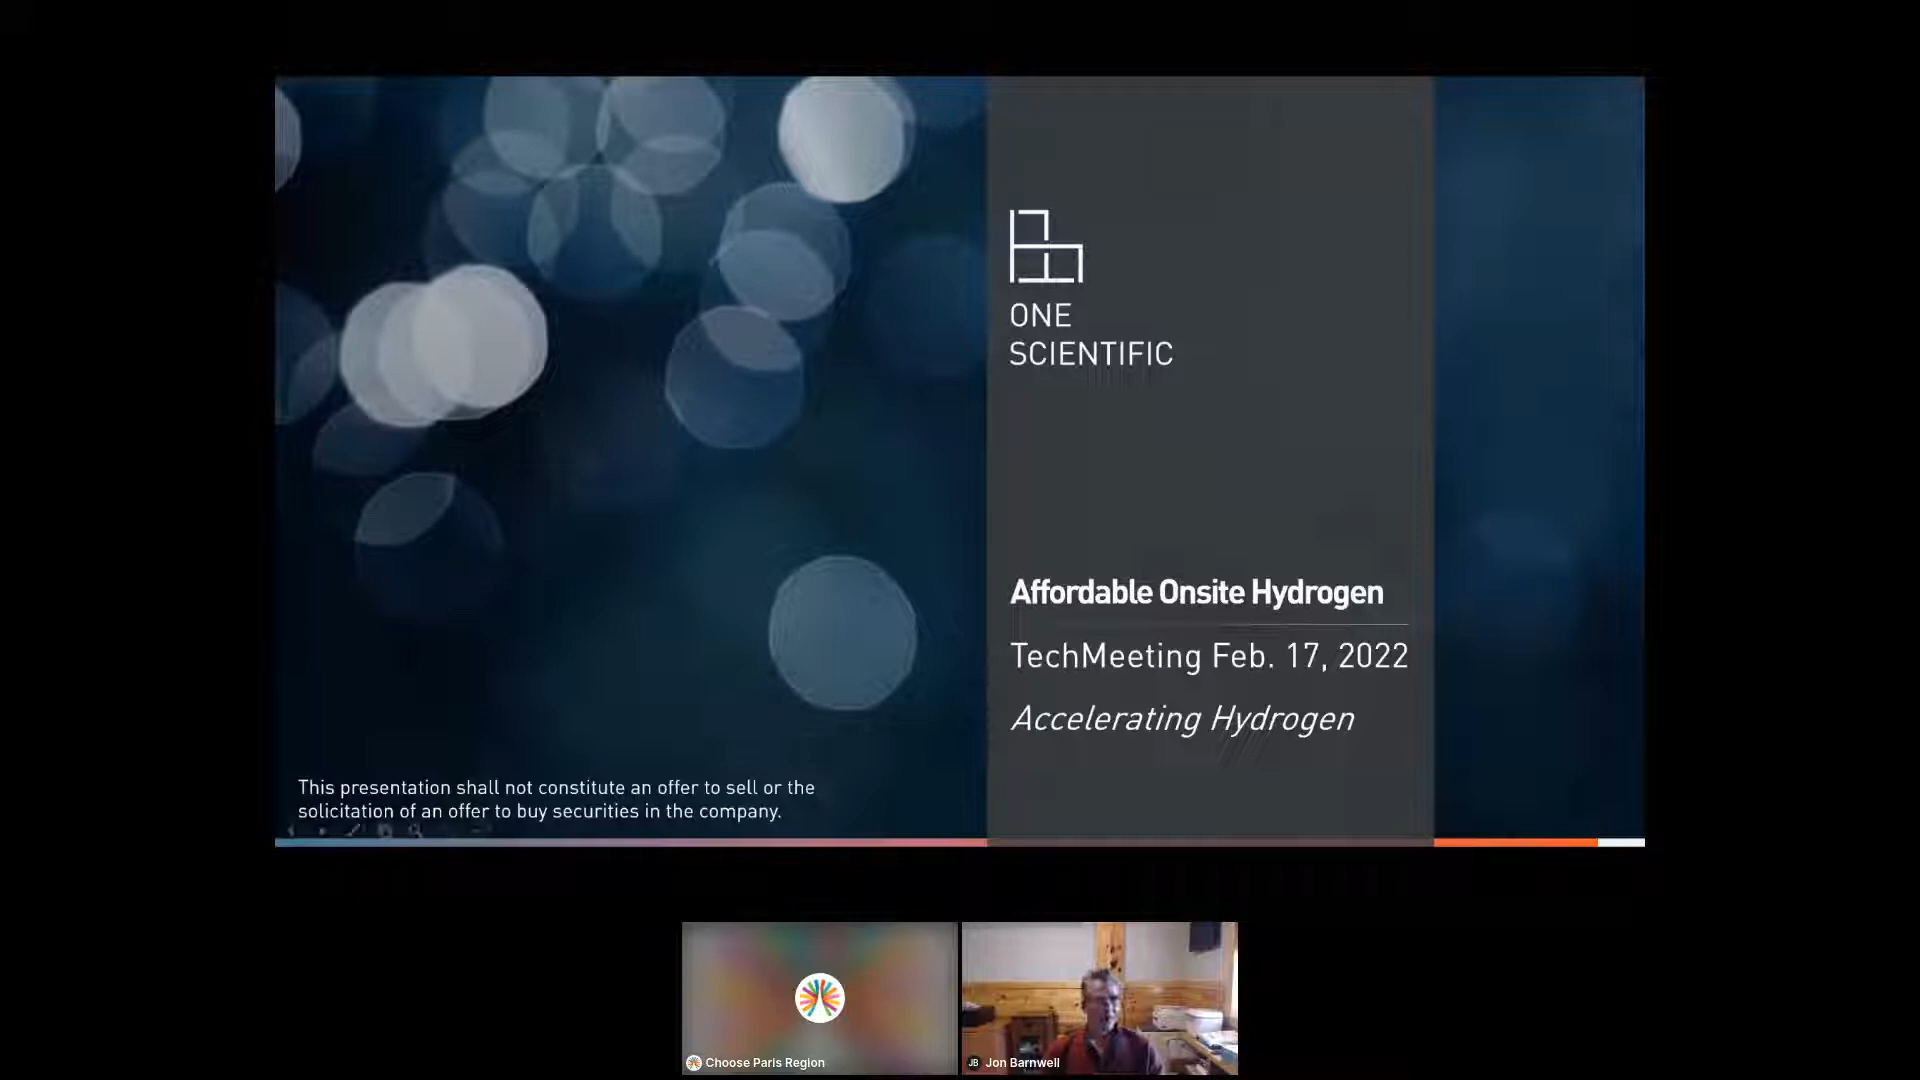 ONE
SCIENTIFIC
Affordable Onsite Hydrogen
TechMeeting Feb. 17, 2022
Accelerating Hydrogen
This presentation shall not constitute an offer to sell or the
solicitation of an offer to buy securities in the company.
Choose Paris Region
JB Jon Barnwell